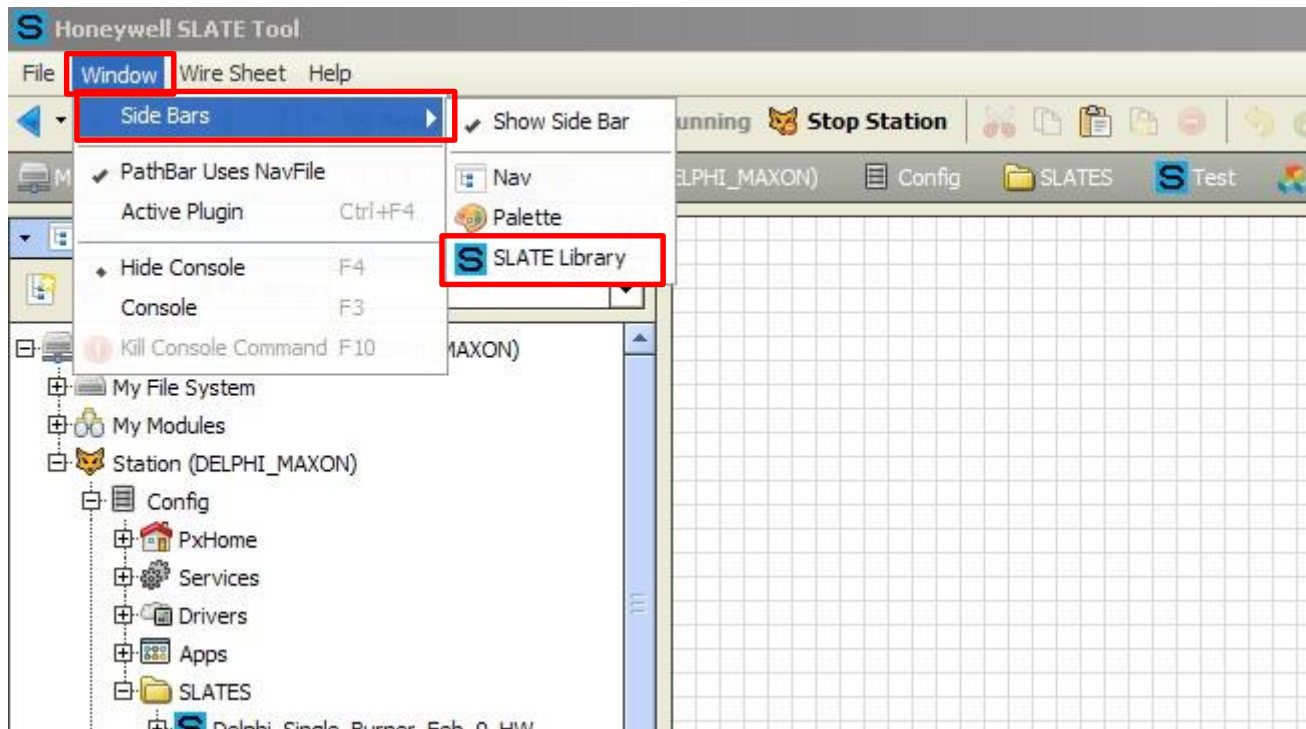 Honeywell SLATE Tool
File Window Wire Sheet Help
Side Bars
Show Side Bar
Stop Station
PathBar Uses NavFile
Nav
ELPHI_MAXON) Config SLATES Test
Active Plugin Ctrl+F4
Palette
Hide Console F4
SLATE Library
Console F3
Kill Console Command F10
MAXON)
My File System
My Modules
Station (DELPHI_MAXON)
Config
PxHome
Services
Drivers
Apps
SLATES